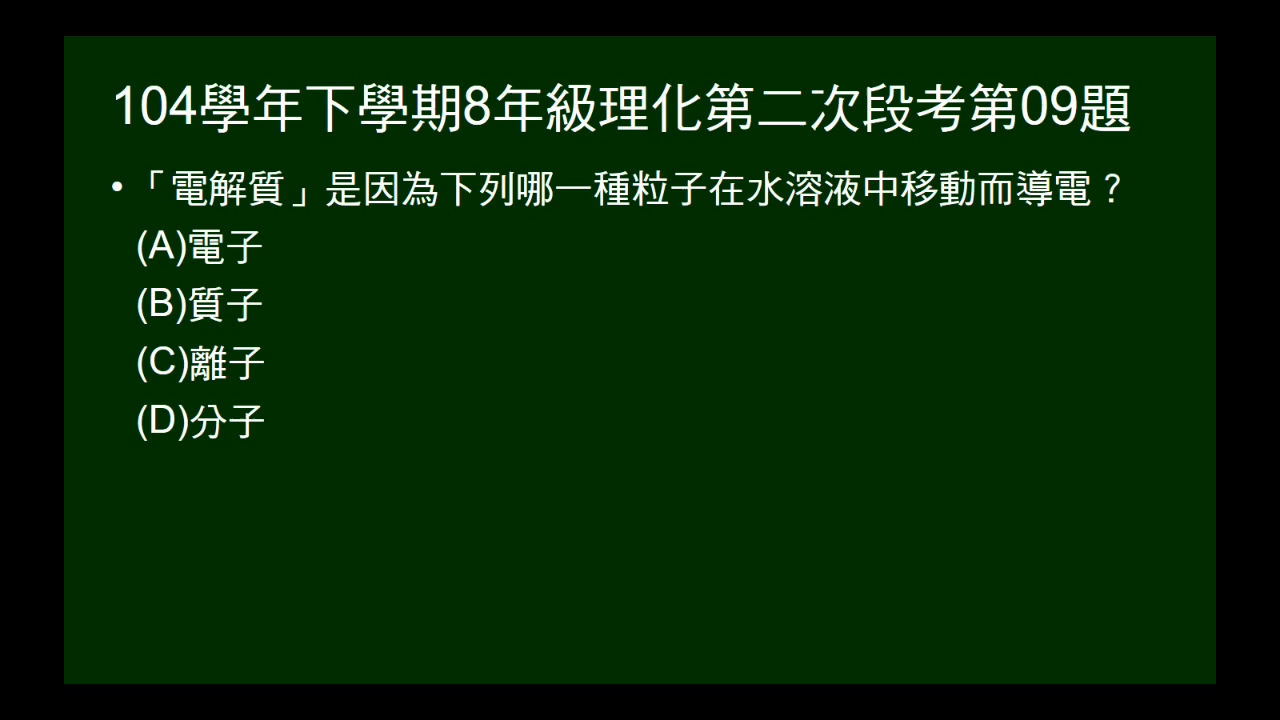 104學年下學期8年級理化第二次段考第09題
•「電解質」是因為下列哪一種粒子在水溶液中移動而導電？
(A)電子
(B)質子
(C)離子
(D)分子